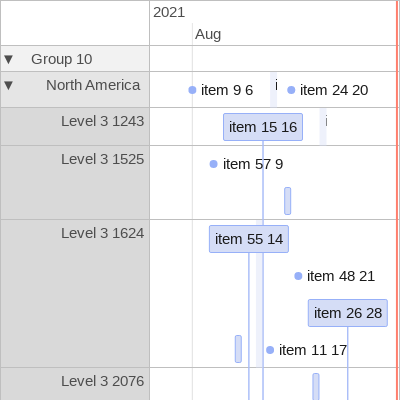 2021
Aug
▼ Group 10
▼ North America
item 9 6
i
item 24 20
Level 3 1243
item 15 16
i
Level 3 1525
item 57 9
Level 3 1624
item 55 14
item 48 21
item 26 28
item 11 17
Level 3 2076